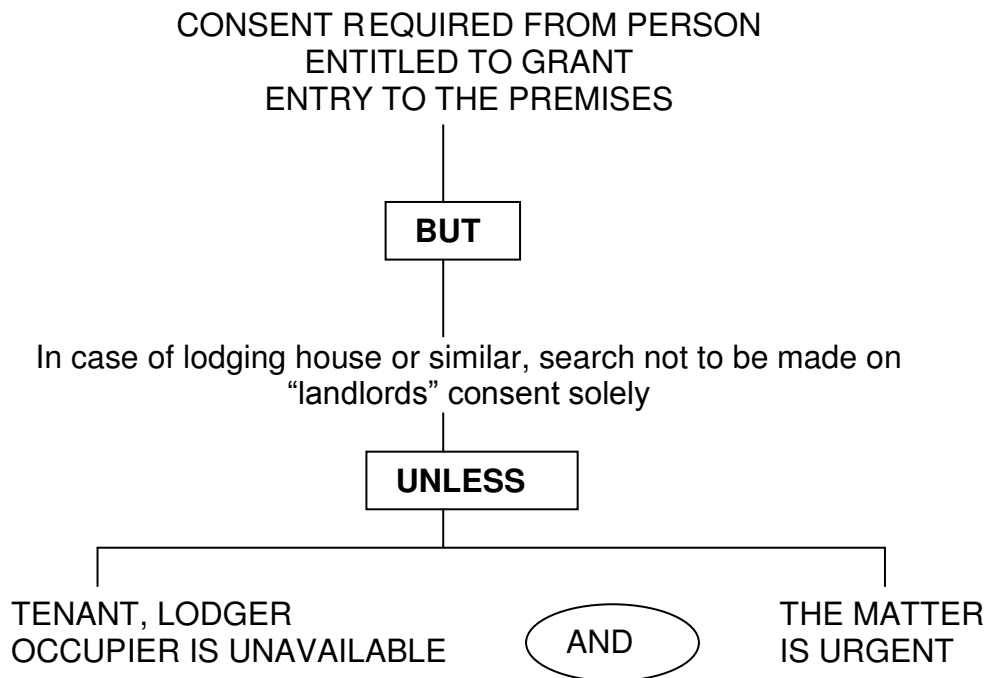 CONSENT REQUIRED FROM PERSON
ENTITLED TO GRANT
ENTRY TO THE PREMISES
BUT
In case of lodging house or similar, search not to be made on
“landlords” consent solely
UNLESS
TENANT, LODGER
OCCUPIER IS UNAVAILABLE
AND
THE MATTER
IS URGENT